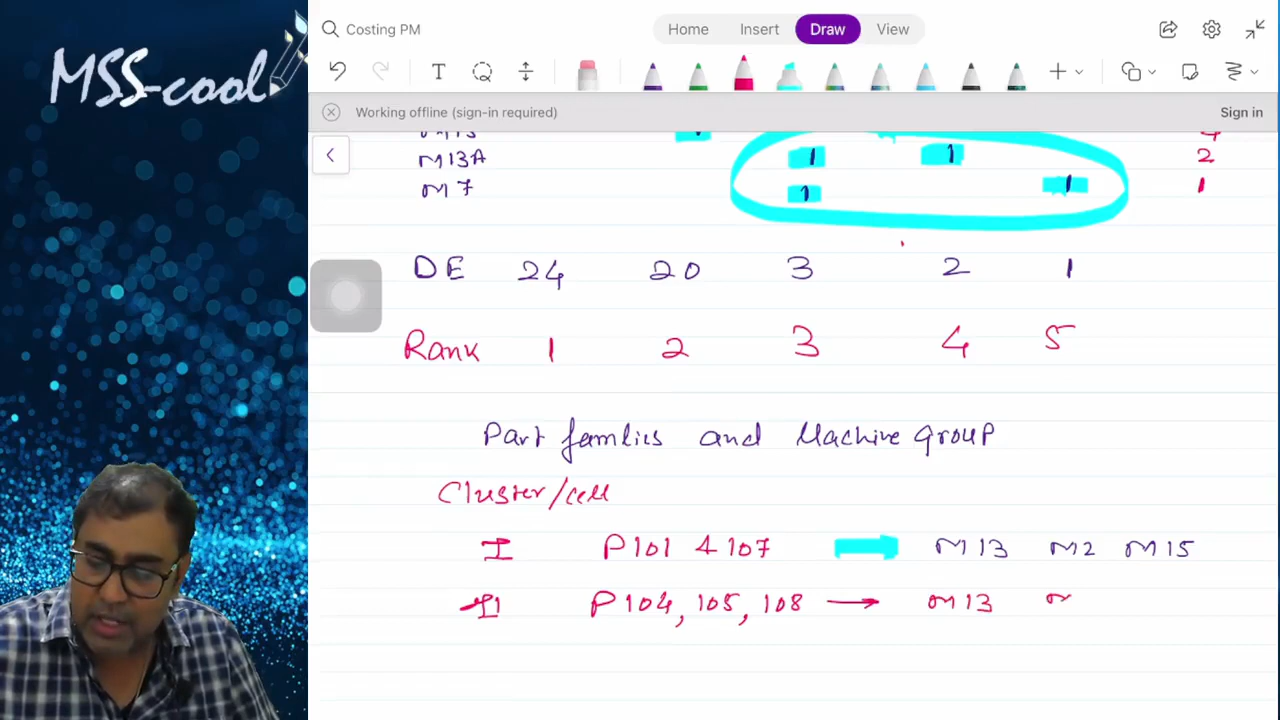 MSS-cool
Costing PM
Home Insert Draw View
Working offline (sign-in required) Sign in
M13A 1 1 2
M7 1 1 1
DE 24 20 3 2 1
Rank 1 2 3 4 5
Part famlics and Machine group
Cluster/cell
I P101 & 107 M13 M2 M15
II P104, 105, 108 → M13